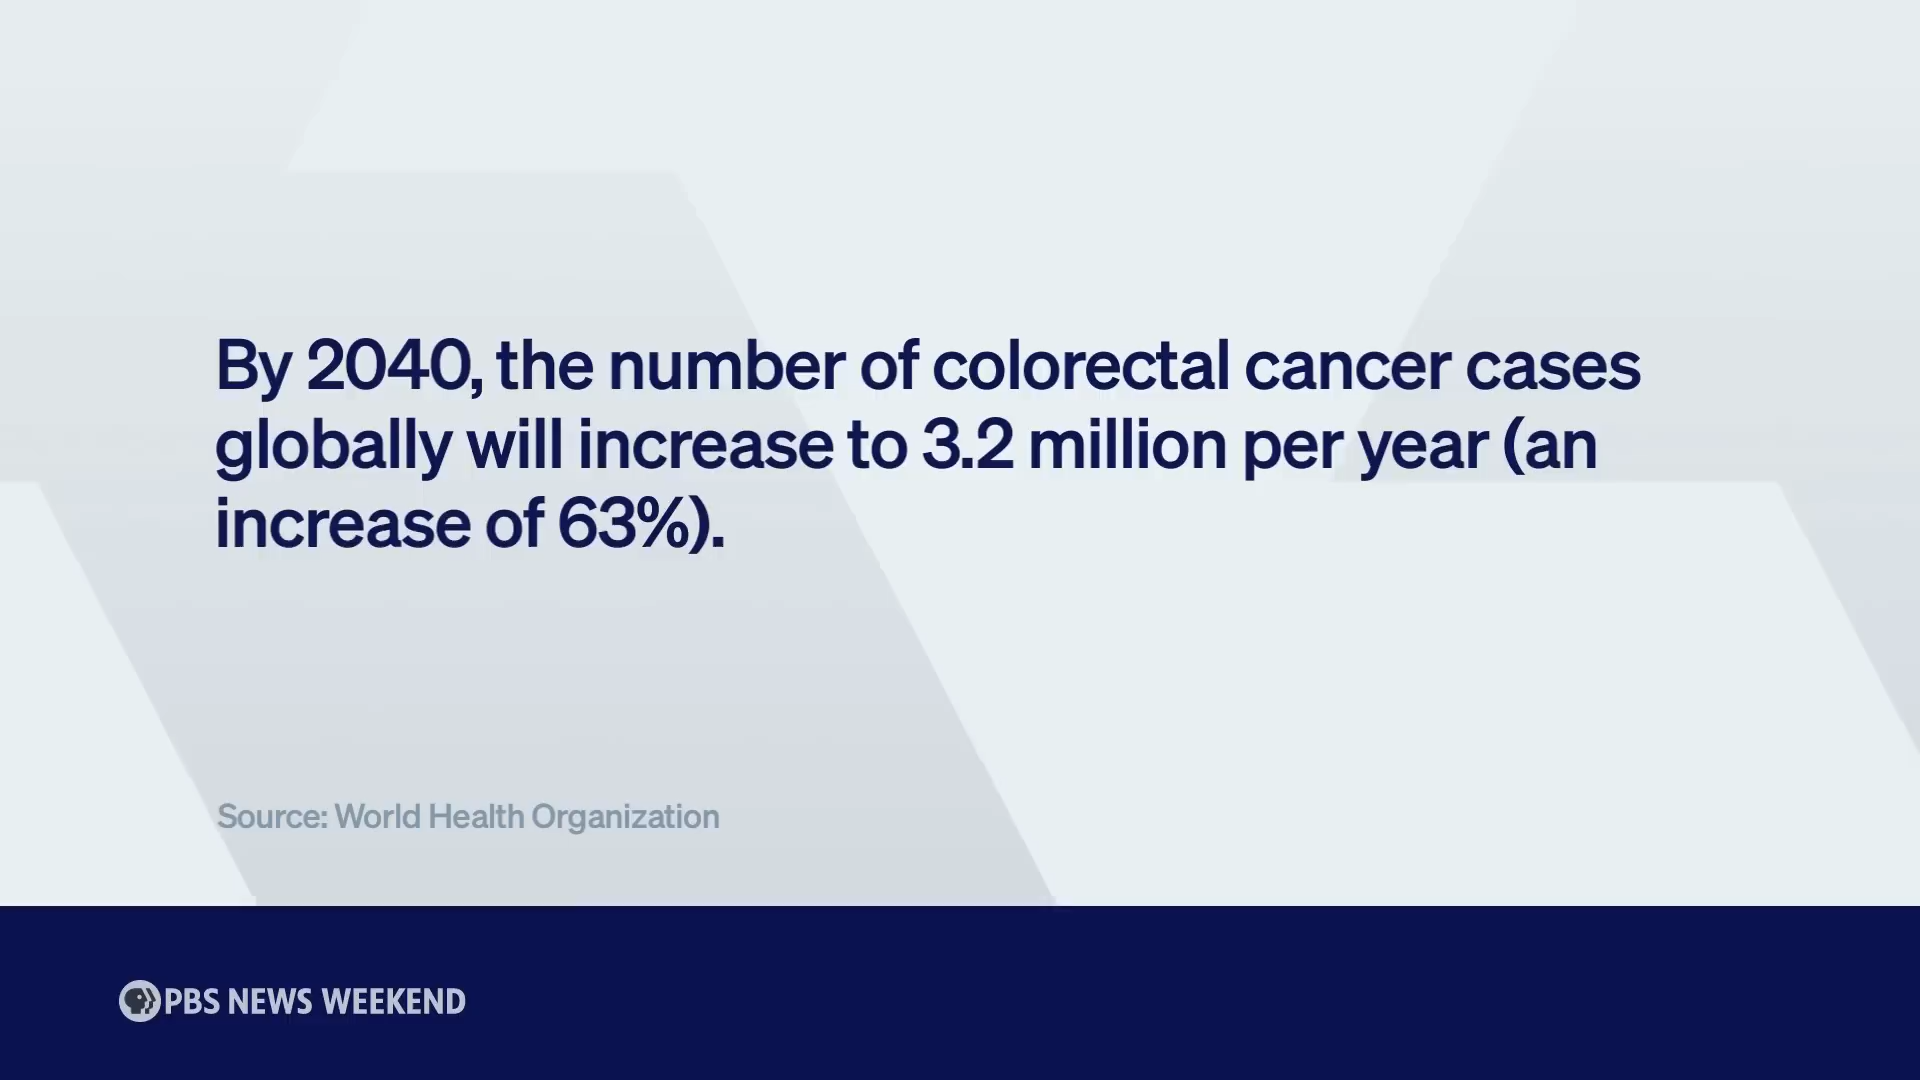 By 2040, the number of colorectal cancer cases
globally will increase to 3.2 million per year (an
increase of 63%).
Source: World Health Organization
PBS NEWS WEEKEND